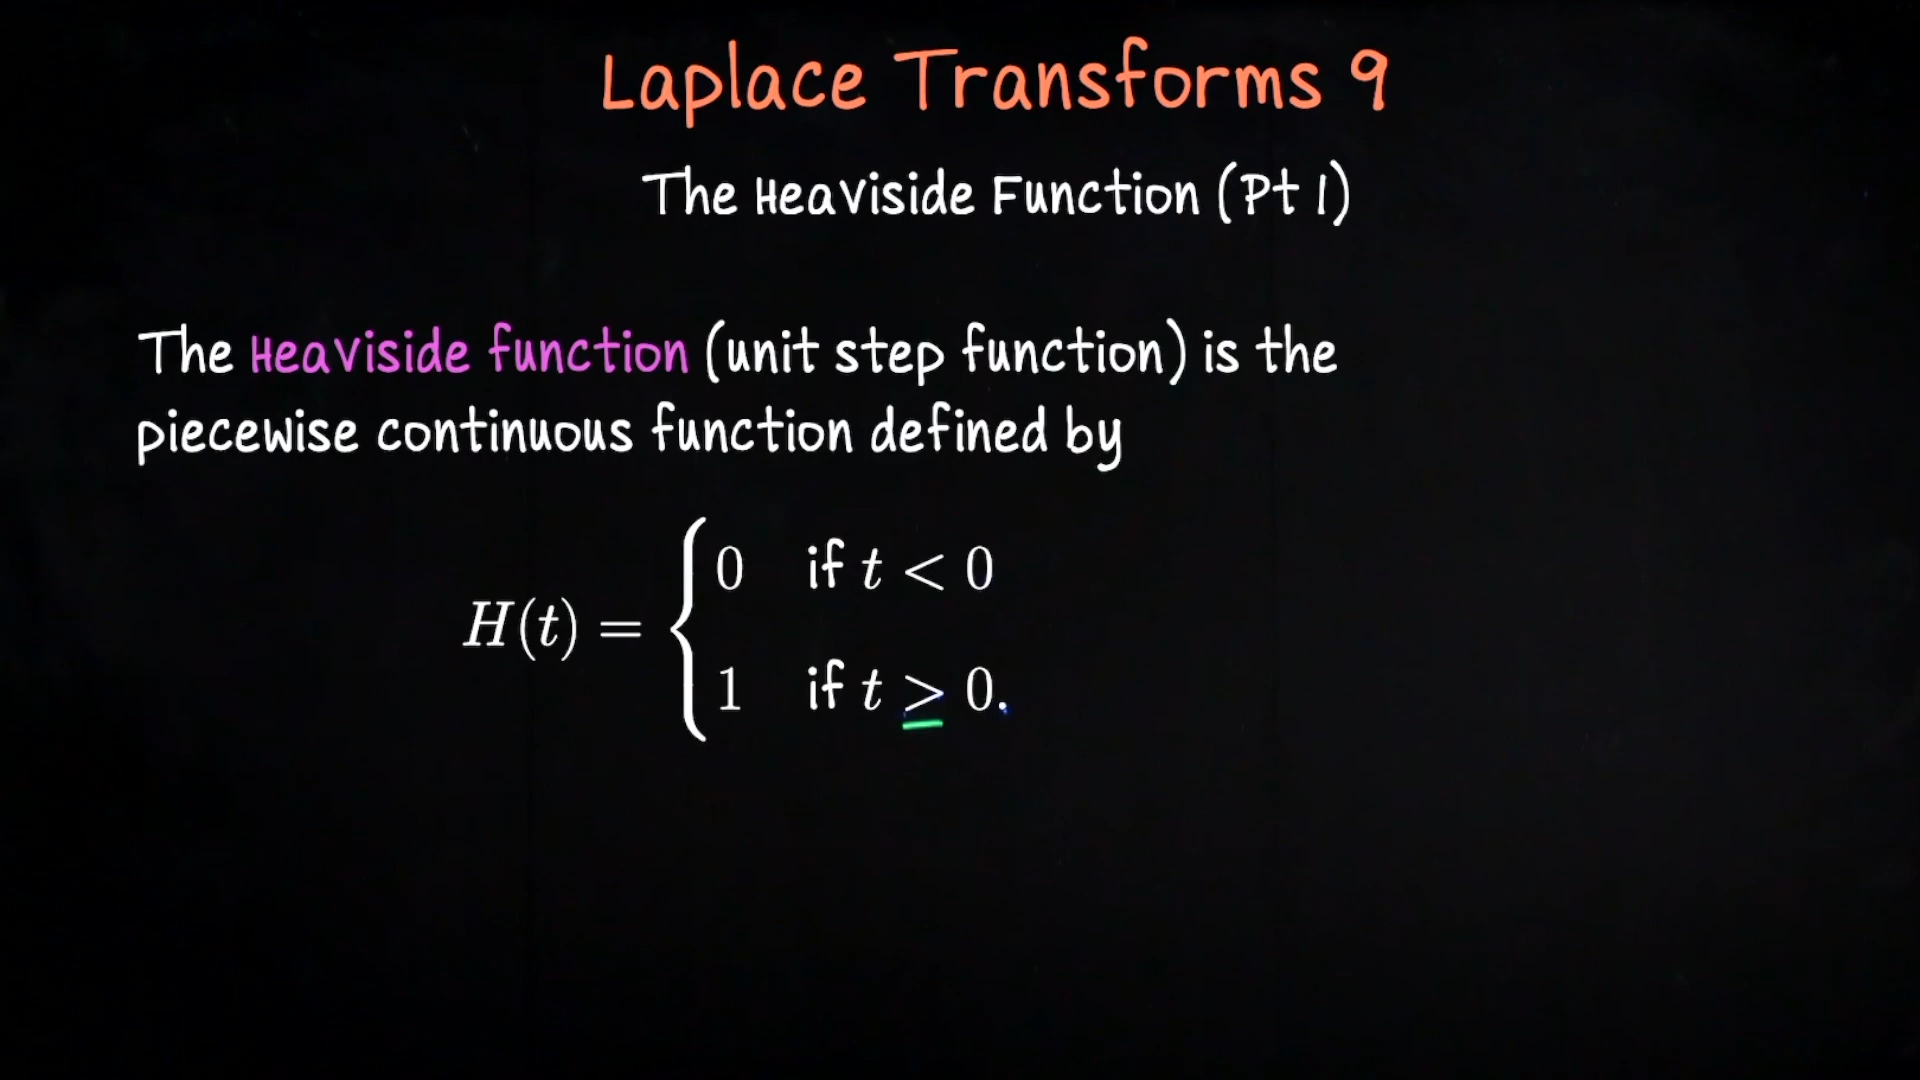 Laplace Transforms 9
The Heaviside Function (Pt 1)
The Heaviside function (unit step function) is the
piecewise continuous function defined by
0 if t < 0
H(t) =
1 if t ≥ 0.